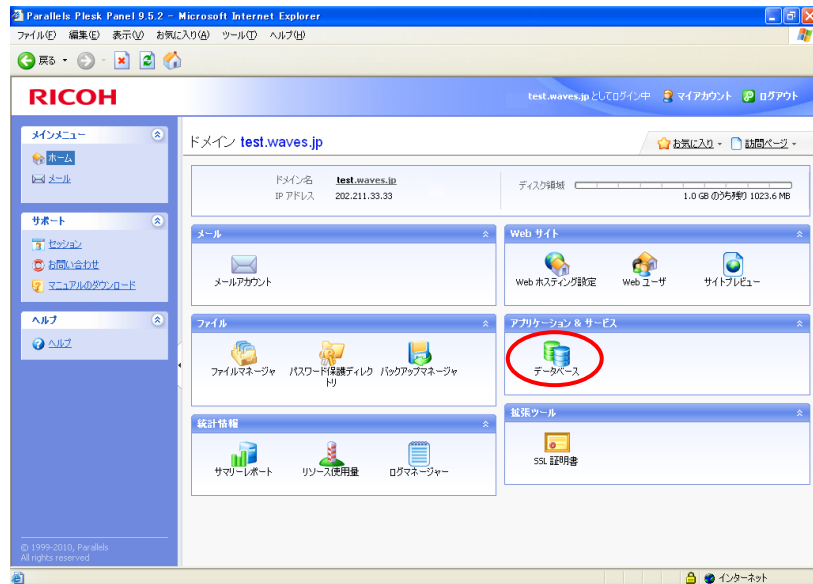 Parallels Plesk Panel 9.5.2 - Microsoft Internet Explorer
ファイル(F) 編集(E) 表示(V) お気に入り(A) ツール(T) ヘルプ(H)
戻る
RICOH
test.waves.jp としてログイン中 マイアカウント ログアウト
メインメニュー
ホーム
メール
サポート
セッション
お問い合わせ
マニュアルのダウンロード
ヘルプ
ヘルプ
© 1999-2010, Parallels
All rights reserved
ドメイン test.waves.jp
お気に入り 訪問ページ
ドメイン名 test.waves.jp
IP アドレス 202.211.33.33
ディスク領域
1.0 GB のうち残り 1023.6 MB
メール
メールアカウント
Web サイト
Web ホスティング設定 Web ユーザ サイトプレビュー
ファイル
ファイルマネージャ パスワード保護ディレクトリ バックアップマネージャ
アプリケーション & サービス
データベース
統計情報
サマリーレポート リソース使用量 ログマネージャー
拡張ツール
SSL 証明書
インターネット